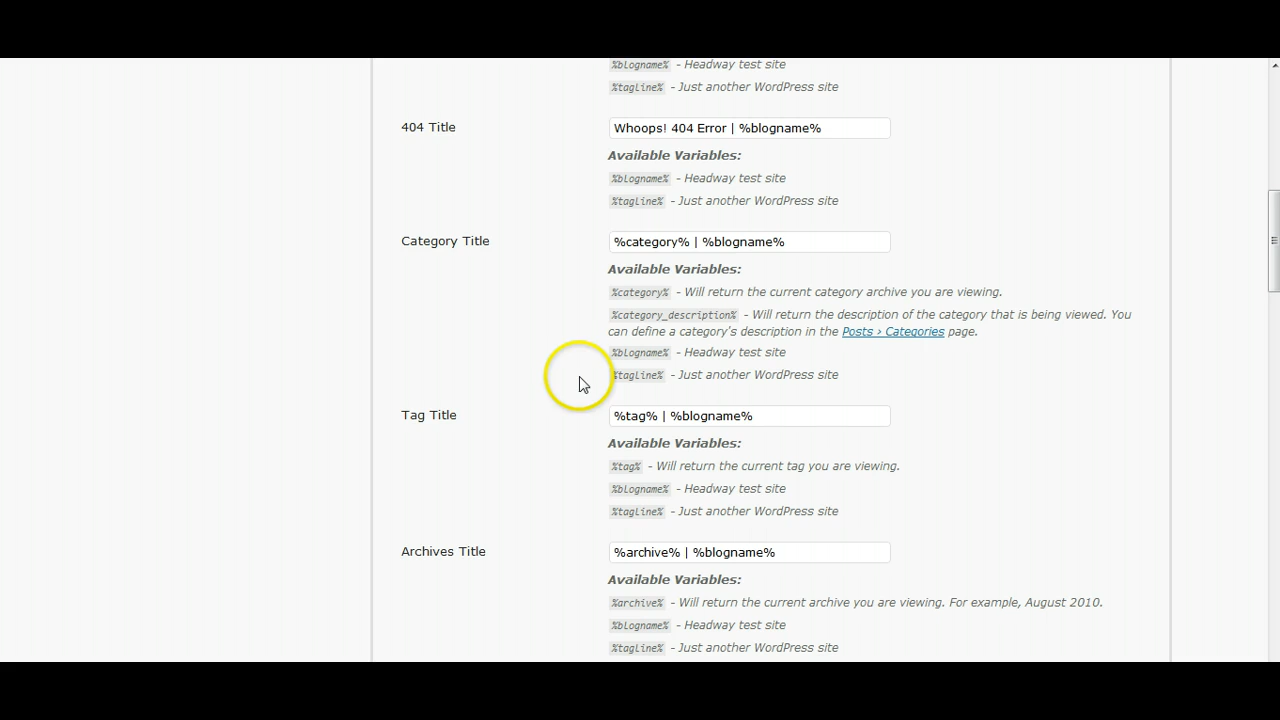 %blogname% - Headway test site
%tagline% - Just another WordPress site
404 Title
Whoops! 404 Error | %blogname%
Available Variables:
%blogname% - Headway test site
%tagline% - Just another WordPress site
Category Title
%category% | %blogname%
Available Variables:
%category% - Will return the current category archive you are viewing.
%category_description% - Will return the description of the category that is being viewed. You
can define a category's description in the Posts › Categories page.
%blogname% - Headway test site
%tagline% - Just another WordPress site
Tag Title
%tag% | %blogname%
Available Variables:
%tag% - Will return the current tag you are viewing.
%blogname% - Headway test site
%tagline% - Just another WordPress site
Archives Title
%archive% | %blogname%
Available Variables:
%archive% - Will return the current archive you are viewing. For example, August 2010.
%blogname% - Headway test site
%tagline% - Just another WordPress site